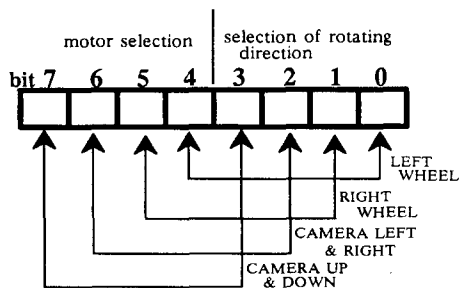 motor selection
selection of rotating
direction
bit 7 6 5 4 3 2 1 0
LEFT
WHEEL
RIGHT
WHEEL
CAMERA LEFT
& RIGHT
CAMERA UP
& DOWN